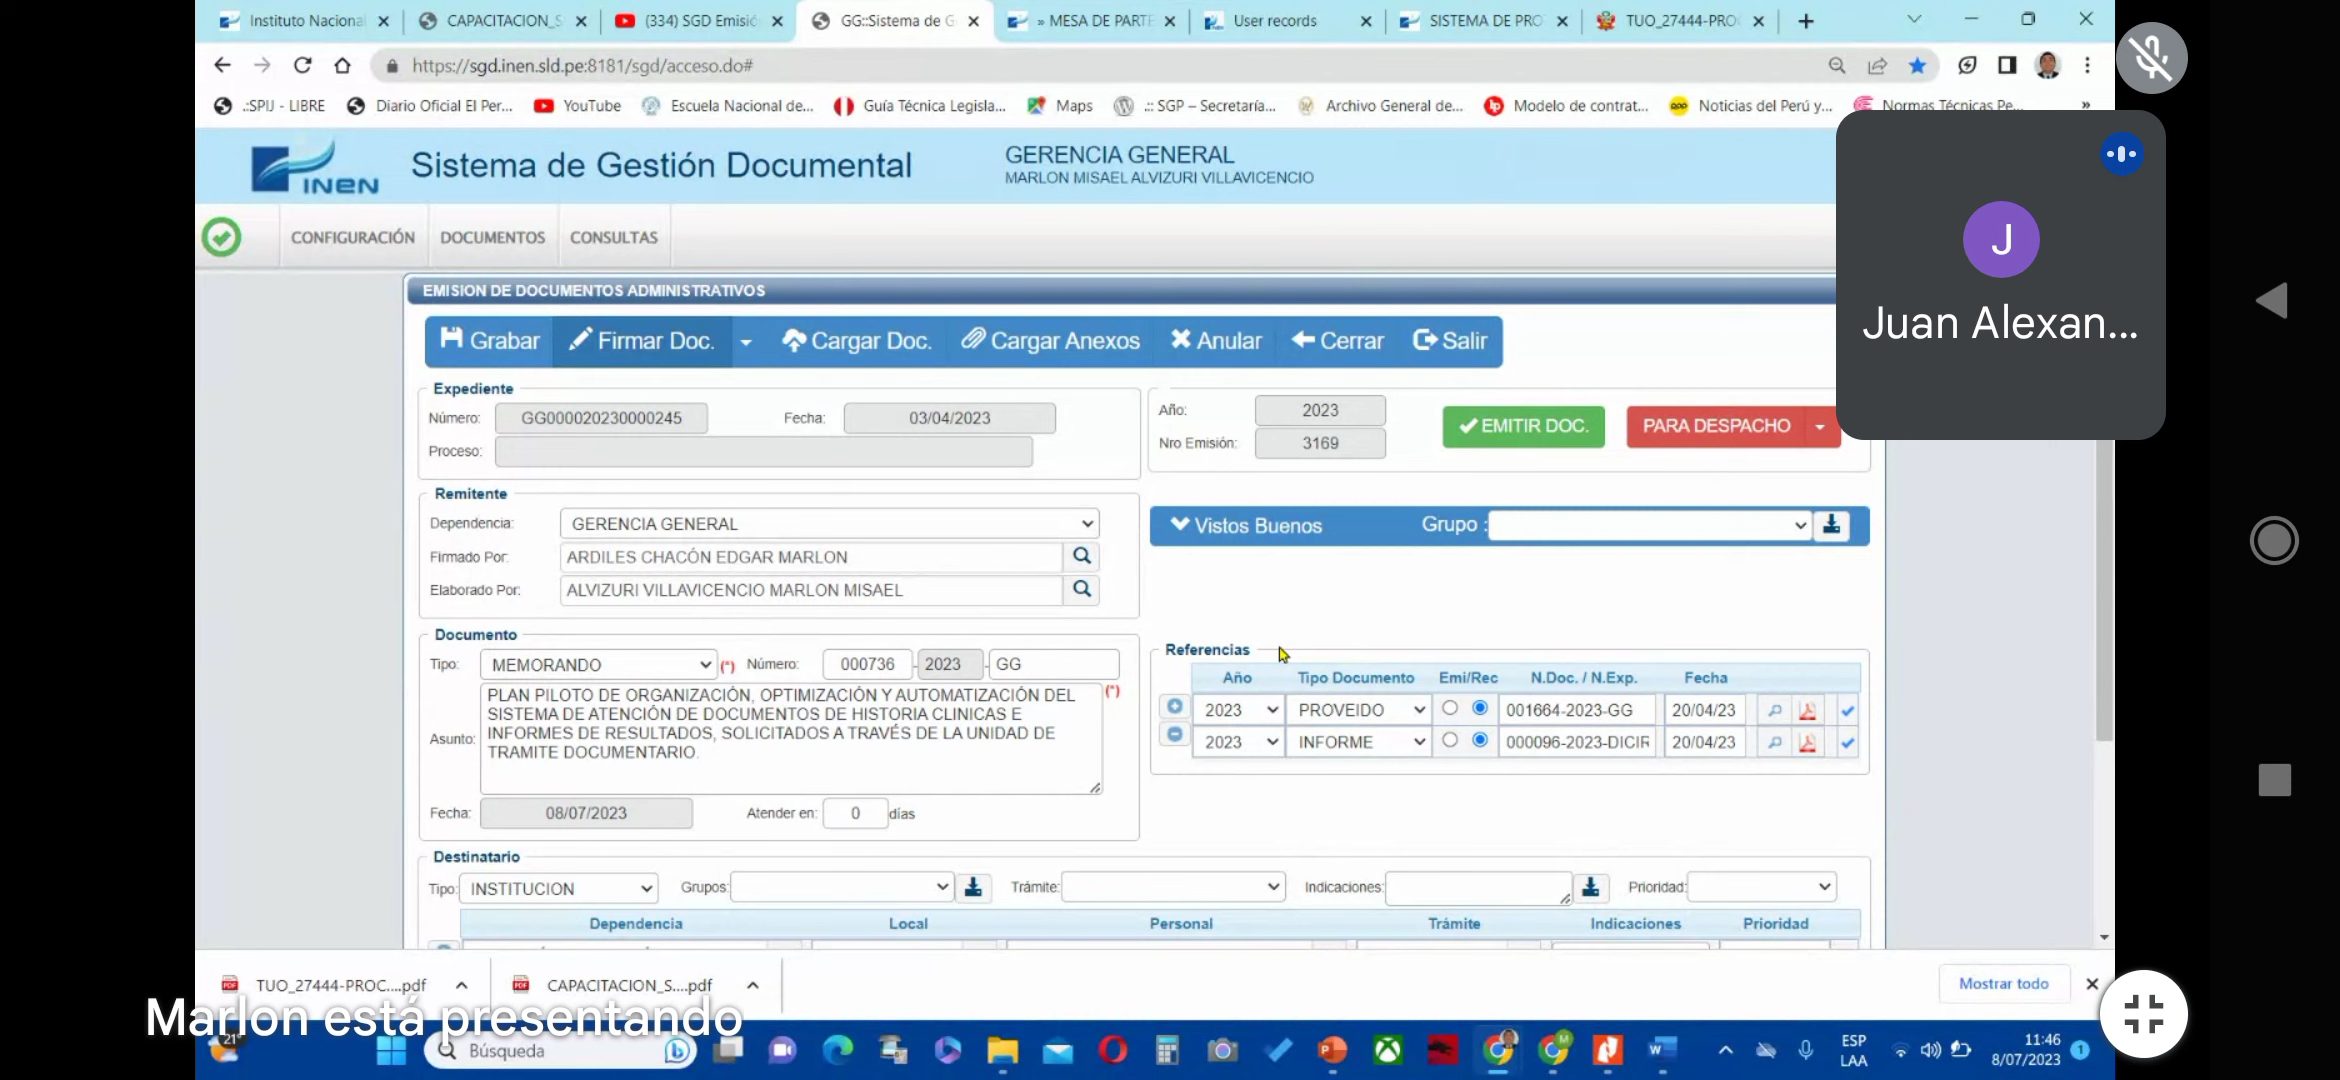 Instituto Nacional
CAPACITACION_S
(334) SGD Emisió
GG::Sistema de G
» MESA DE PARTE
User records
SISTEMA DE PRO
TUO_27444-PRO
https://sgd.inen.sld.pe:8181/sgd/acceso.do#
.:SPIJ - LIBRE
Diario Oficial El Per...
YouTube
Escuela Nacional de...
Guía Técnica Legisla...
Maps
.:: SGP – Secretaría...
Archivo General de...
Modelo de contrat...
Noticias del Perú y...
Normas Técnicas Pe...
»
INEN
Sistema de Gestión Documental
GERENCIA GENERAL
MARLON MISAEL ALVIZURI VILLAVICENCIO
J
Juan Alexan...
CONFIGURACIÓN
DOCUMENTOS
CONSULTAS
EMISION DE DOCUMENTOS ADMINISTRATIVOS
Grabar
Firmar Doc.
Cargar Doc.
Cargar Anexos
Anular
Cerrar
Salir
Expediente
Número: GG000020230000245
Fecha: 03/04/2023
Proceso:
Año: 2023
Nro Emisión: 3169
EMITIR DOC.
PARA DESPACHO
Remitente
Dependencia: GERENCIA GENERAL
Firmado Por: ARDILES CHACÓN EDGAR MARLON
Elaborado Por: ALVIZURI VILLAVICENCIO MARLON MISAEL
Vistos Buenos
Grupo :
Documento
Tipo: MEMORANDO (*) Número: 000736 - 2023 - GG
PLAN PILOTO DE ORGANIZACIÓN, OPTIMIZACIÓN Y AUTOMATIZACIÓN DEL (*)
SISTEMA DE ATENCIÓN DE DOCUMENTOS DE HISTORIA CLINICAS E
INFORMES DE RESULTADOS, SOLICITADOS A TRAVÉS DE LA UNIDAD DE
Asunto:
TRAMITE DOCUMENTARIO.
Fecha: 08/07/2023
Atender en: 0 días
Referencias
Año Tipo Documento Emi/Rec N.Doc. / N.Exp. Fecha
2023 PROVEIDO 001664-2023-GG 20/04/23
2023 INFORME 000096-2023-DICIR 20/04/23
Destinatario
Tipo: INSTITUCION Grupos: Trámite: Indicaciones: Prioridad:
Dependencia Local Personal Trámite Indicaciones Prioridad
TUO_27444-PROC....pdf
CAPACITACION_S....pdf
Mostrar todo
Marlon está presentando
21°
Búsqueda
ESP
LAA
11:46
8/07/2023
1